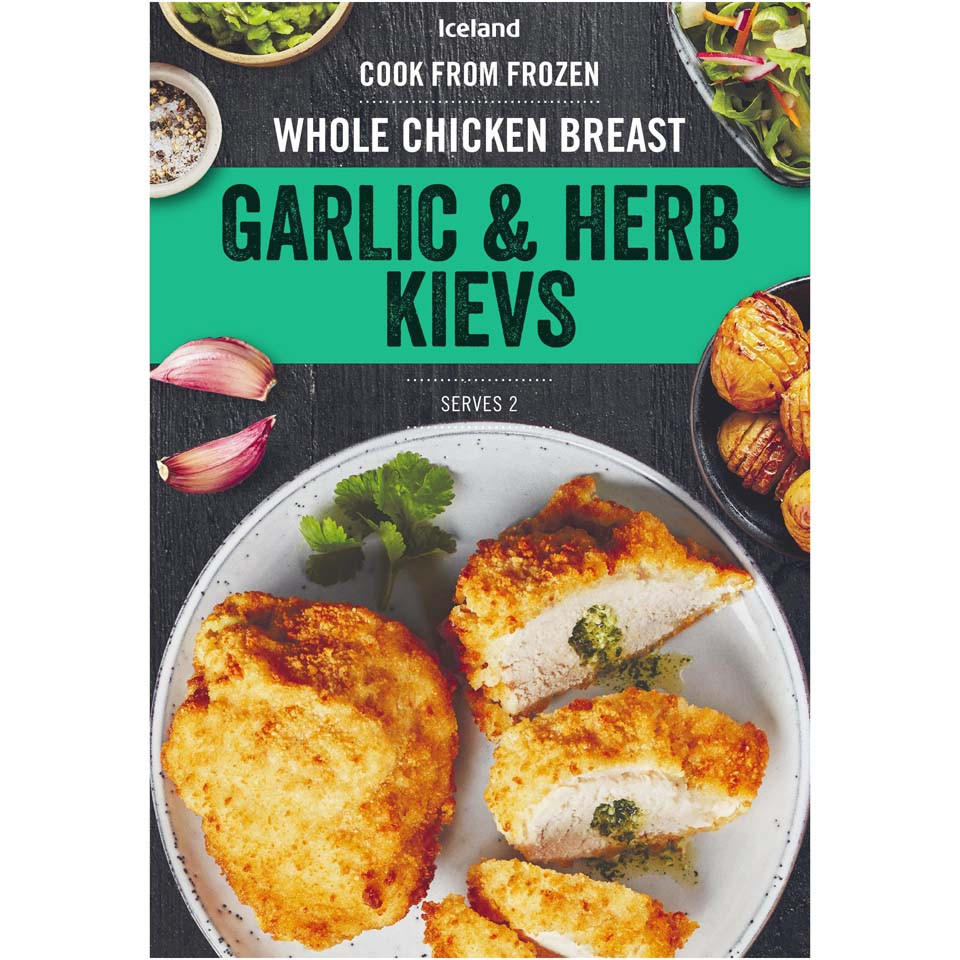 Iceland
COOK FROM FROZEN
WHOLE CHICKEN BREAST
GARLIC & HERB
KIEVS
SERVES 2